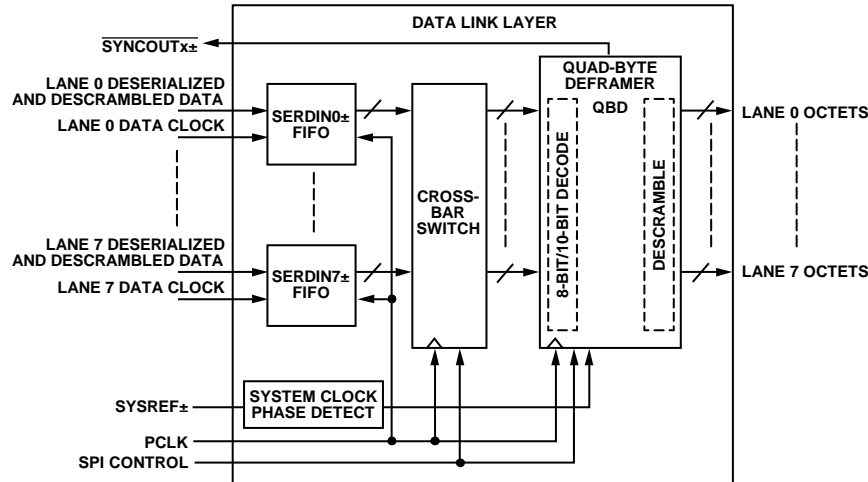 DATA LINK LAYER
SYNCOUTx±
QUAD-BYTE
DEFRAMER
QBD
LANE 0 DESERIALIZED
AND DESCRAMBLED DATA
LANE 0 DATA CLOCK
SERDIN0±
FIFO
LANE 0 OCTETS
CROSS-
BAR
SWITCH
8-BIT/10-BIT DECODE
DESCRAMBLE
LANE 7 DESERIALIZED
AND DESCRAMBLED DATA
LANE 7 DATA CLOCK
SERDIN7±
FIFO
LANE 7 OCTETS
SYSREF±
SYSTEM CLOCK
PHASE DETECT
PCLK
SPI CONTROL